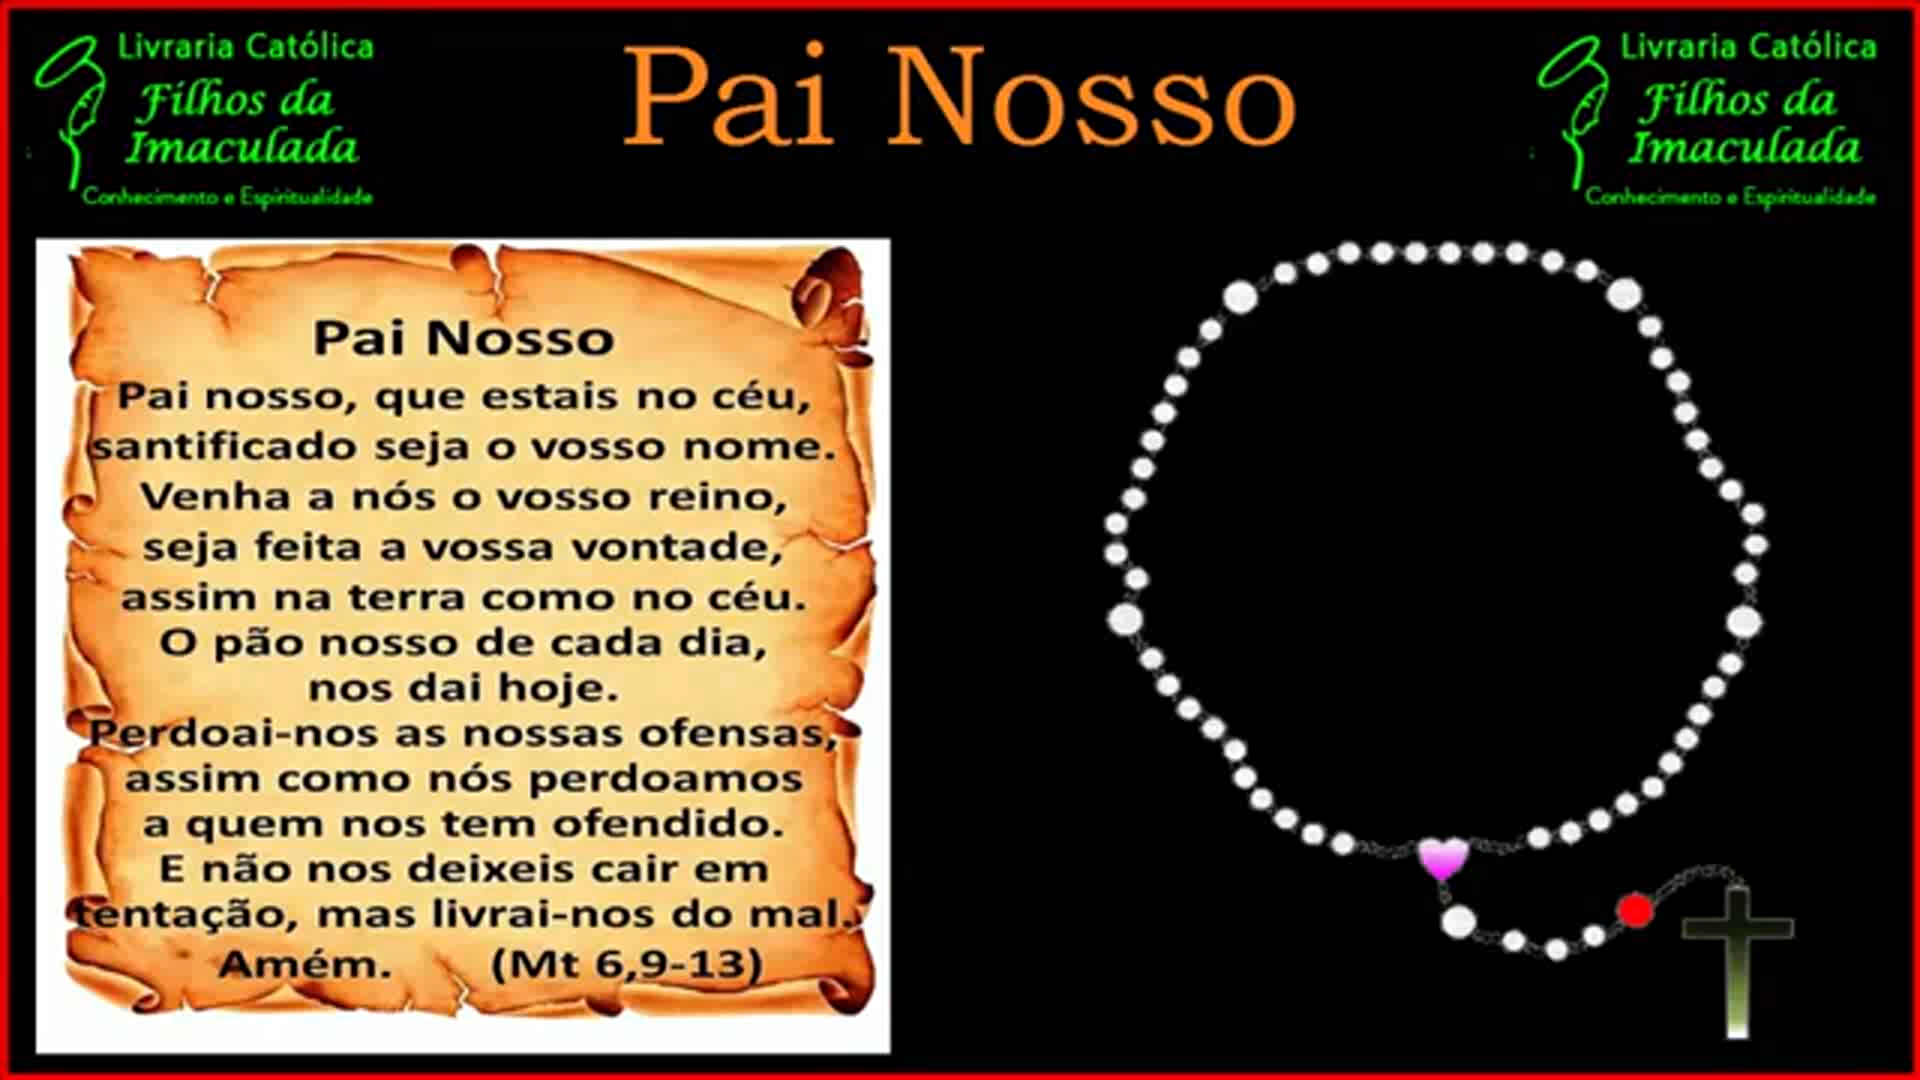 Livraria Católica
Filhos da
Imaculada
Conhecimento e Espiritualidade
Pai Nosso
Livraria Católica
Filhos da
Imaculada
Conhecimento e Espiritualidade
Pai Nosso
Pai nosso, que estais no céu,
santificado seja o vosso nome.
Venha a nós o vosso reino,
seja feita a vossa vontade,
assim na terra como no céu.
O pão nosso de cada dia,
nos dai hoje.
Perdoai-nos as nossas ofensas,
assim como nós perdoamos
a quem nos tem ofendido.
E não nos deixeis cair em
tentação, mas livrai-nos do mal.
Amém. (Mt 6,9-13)